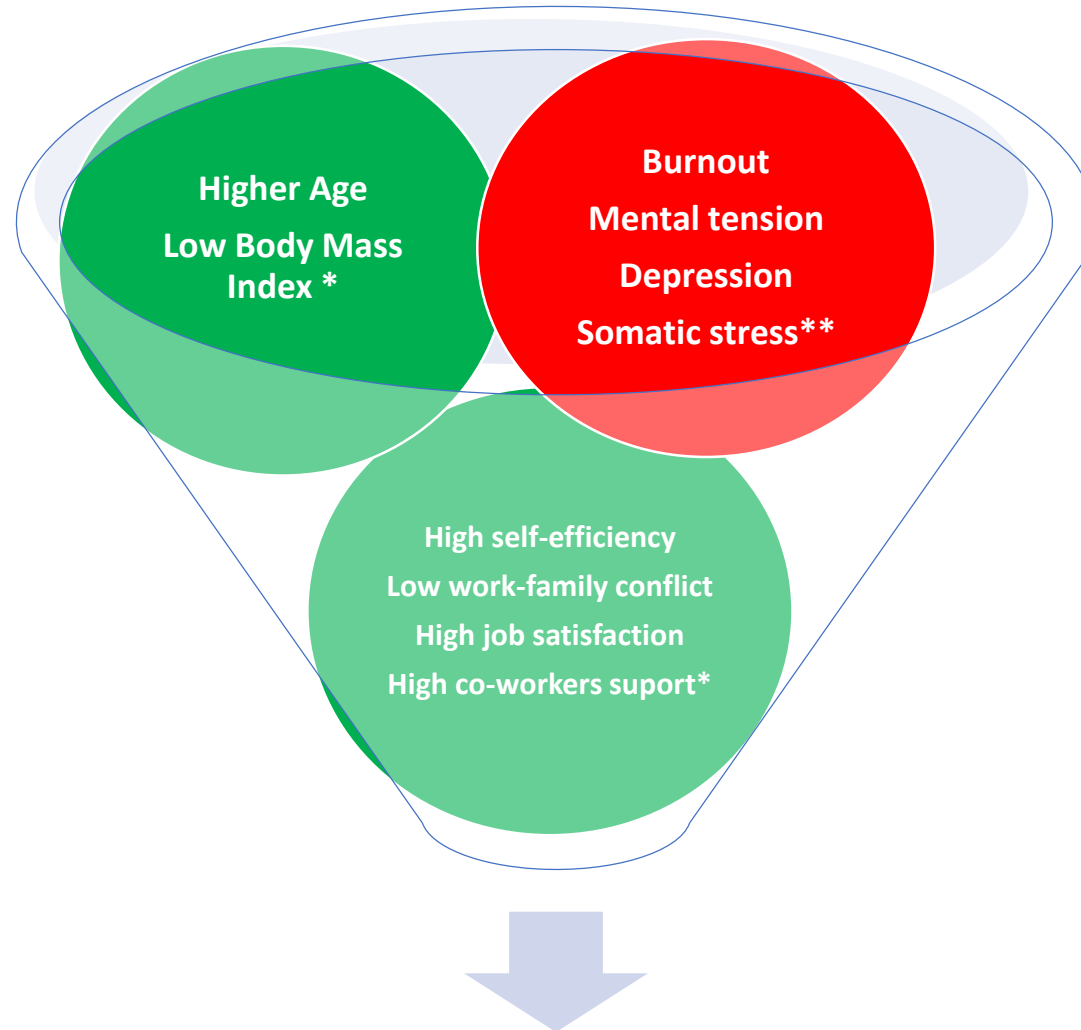 Higher Age
Low Body Mass
Index *
Burnout
Mental tension
Depression
Somatic stress**
High self-efficiency
Low work-family conflict
High job satisfaction
High co-workers suport*